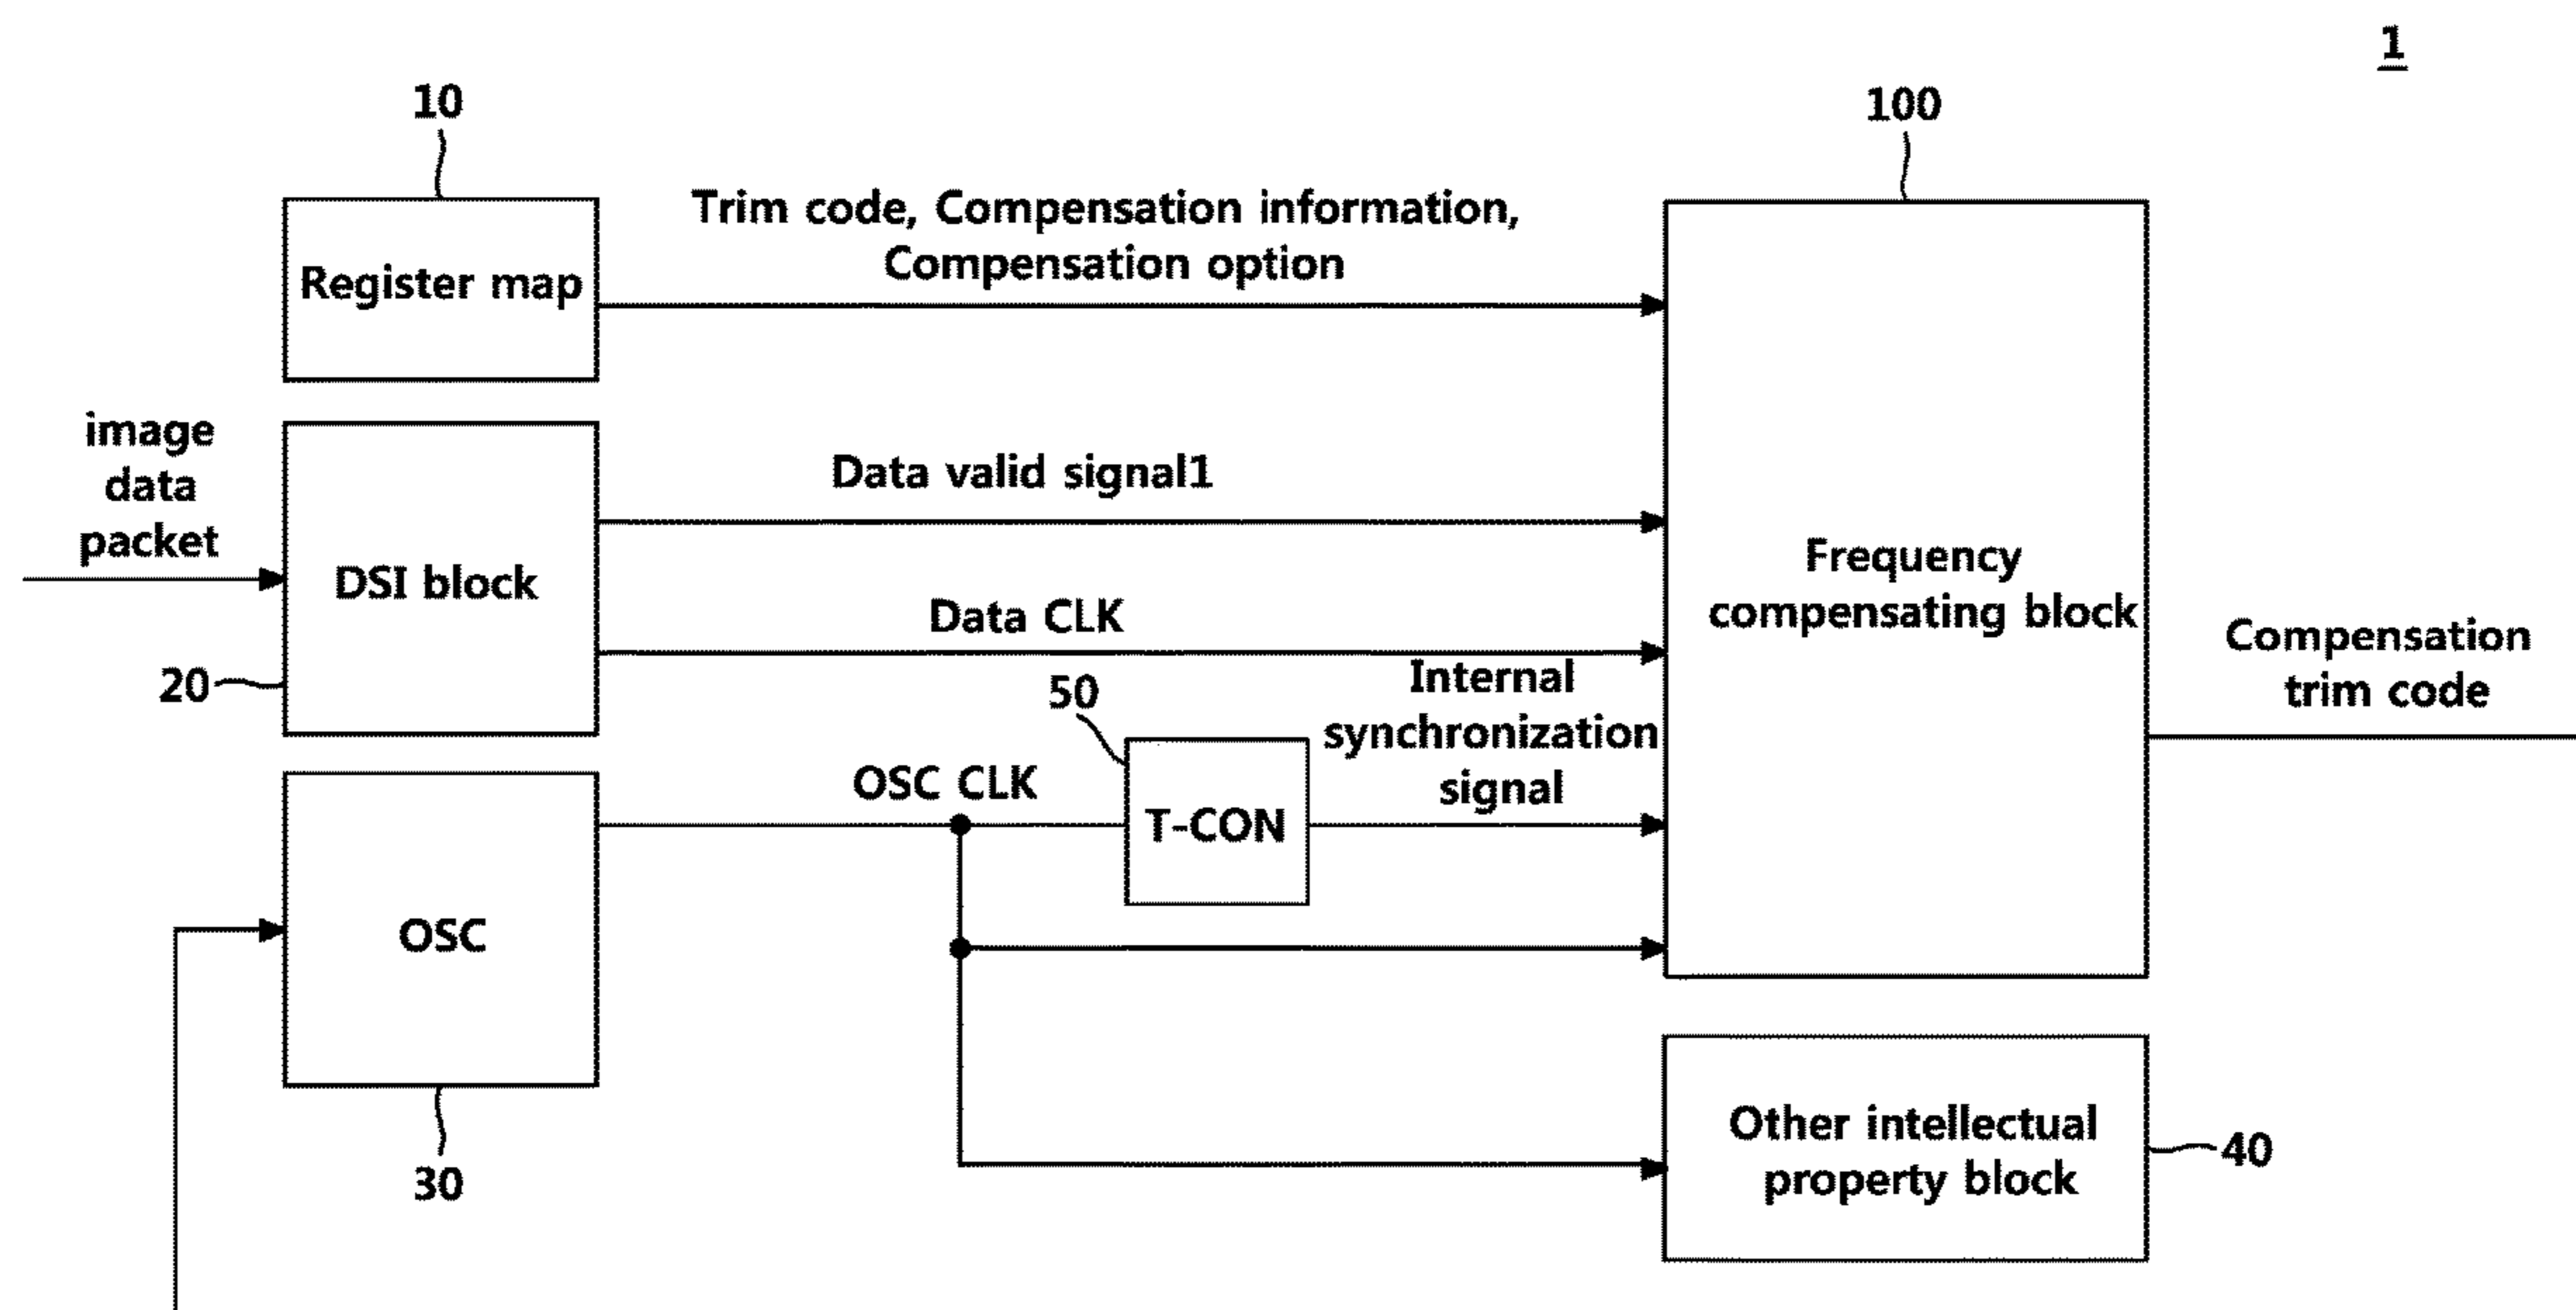 1
10
100
Trim code, Compensation information,
Compensation option
Register map
image
data
packet
Data valid signal1
DSI block
Frequency
compensating block
Data CLK
20
50
Internal
synchronization
signal
Compensation
trim code
OSC CLK
T-CON
OSC
30
Other intellectual
property block
40